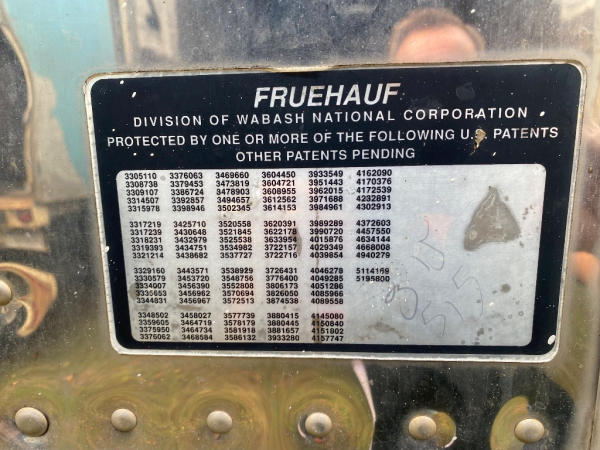 FRUEHAUF
DIVISION OF WABASH NATIONAL CORPORATION
PROTECTED BY ONE OR MORE OF THE FOLLOWING U.S. PATENTS
OTHER PATENTS PENDING
3305110 3376063 3469660 3604450 3933549 4162090
3308738 3379453 3473819 3604721 3951443 4170376
3309107 3386724 3478903 3608955 3962015 4172539
3314507 3392857 3494657 3612562 3971688 4232891
3315978 3398946 3502345 3614153 3984961 4302913
3317219 3425710 3520558 3620391 3989289 4372603
3317239 3430648 3521845 3622178 3990720 4457550
3318231 3432979 3525538 3633954 4015876 4634144
3319393 3434751 3534982 3722157 4029349 4668008
3321214 3438682 3537727 3722716 4039854 4940279
3329160 3443571 3538929 3726431 4046278 5114169
3330579 3453720 3548756 3776400 4049285 5195800
3334007 3456390 3552808 3806173 4051286
3335653 3456962 3570694 3826050 4085966
3344831 3456967 3572513 3874538 4089558
3348502 3458027 3577739 3880415 4145080
3359605 3464719 3578179 3880445 4150840
3375950 3464734 3581918 3881657 4151802
3376062 3468584 3586132 3933280 4157747